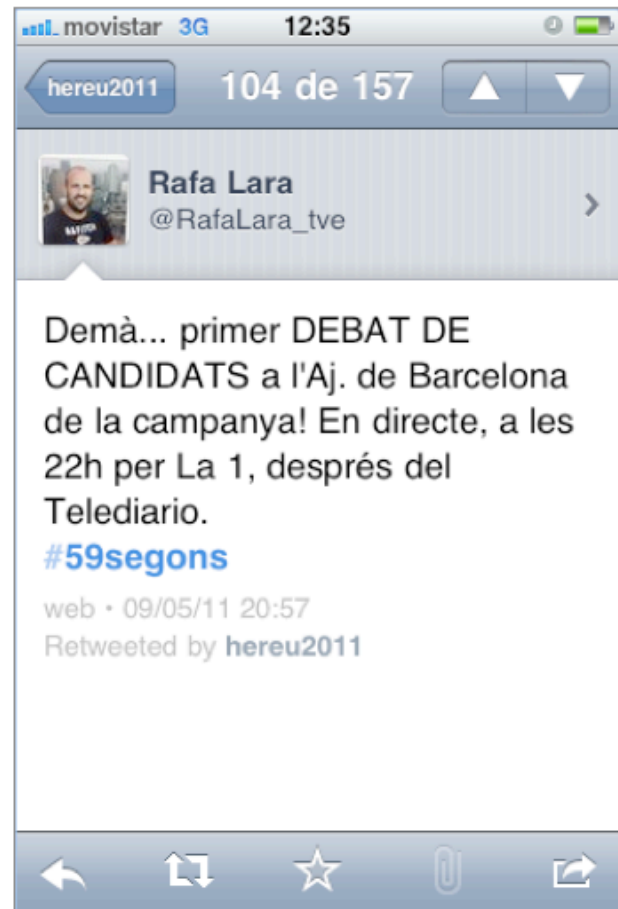 movistar 3G 12:35
hereu2011 104 de 157
Rafa Lara
@RafaLara_tve
Demà... primer DEBAT DE
CANDIDATS a l'Aj. de Barcelona
de la campanya! En directe, a les
22h per La 1, després del
Telediario.
#59segons
web • 09/05/11 20:57
Retweeted by hereu2011